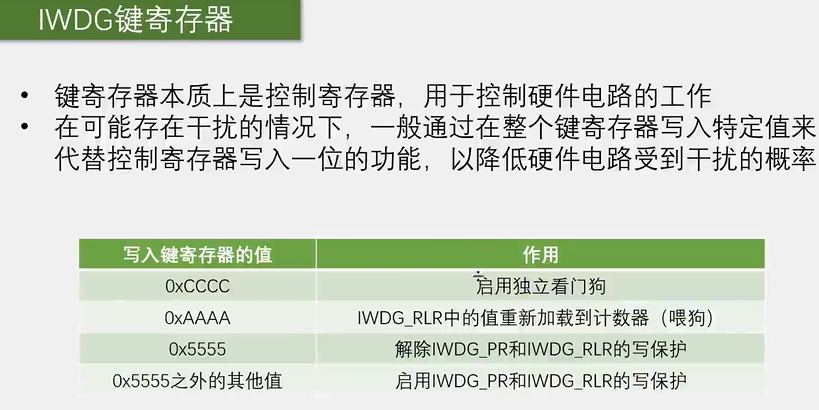 IWDG键寄存器
• 键寄存器本质上是控制寄存器，用于控制硬件电路的工作
• 在可能存在干扰的情况下，一般通过在整个键寄存器写入特定值来
代替控制寄存器写入一位的功能，以降低硬件电路受到干扰的概率
写入键寄存器的值 作用
0xCCCC 启用独立看门狗
0xAAAA IWDG_RLR中的值重新加载到计数器（喂狗）
0x5555 解除IWDG_PR和IWDG_RLR的写保护
0x5555之外的其他值 启用IWDG_PR和IWDG_RLR的写保护